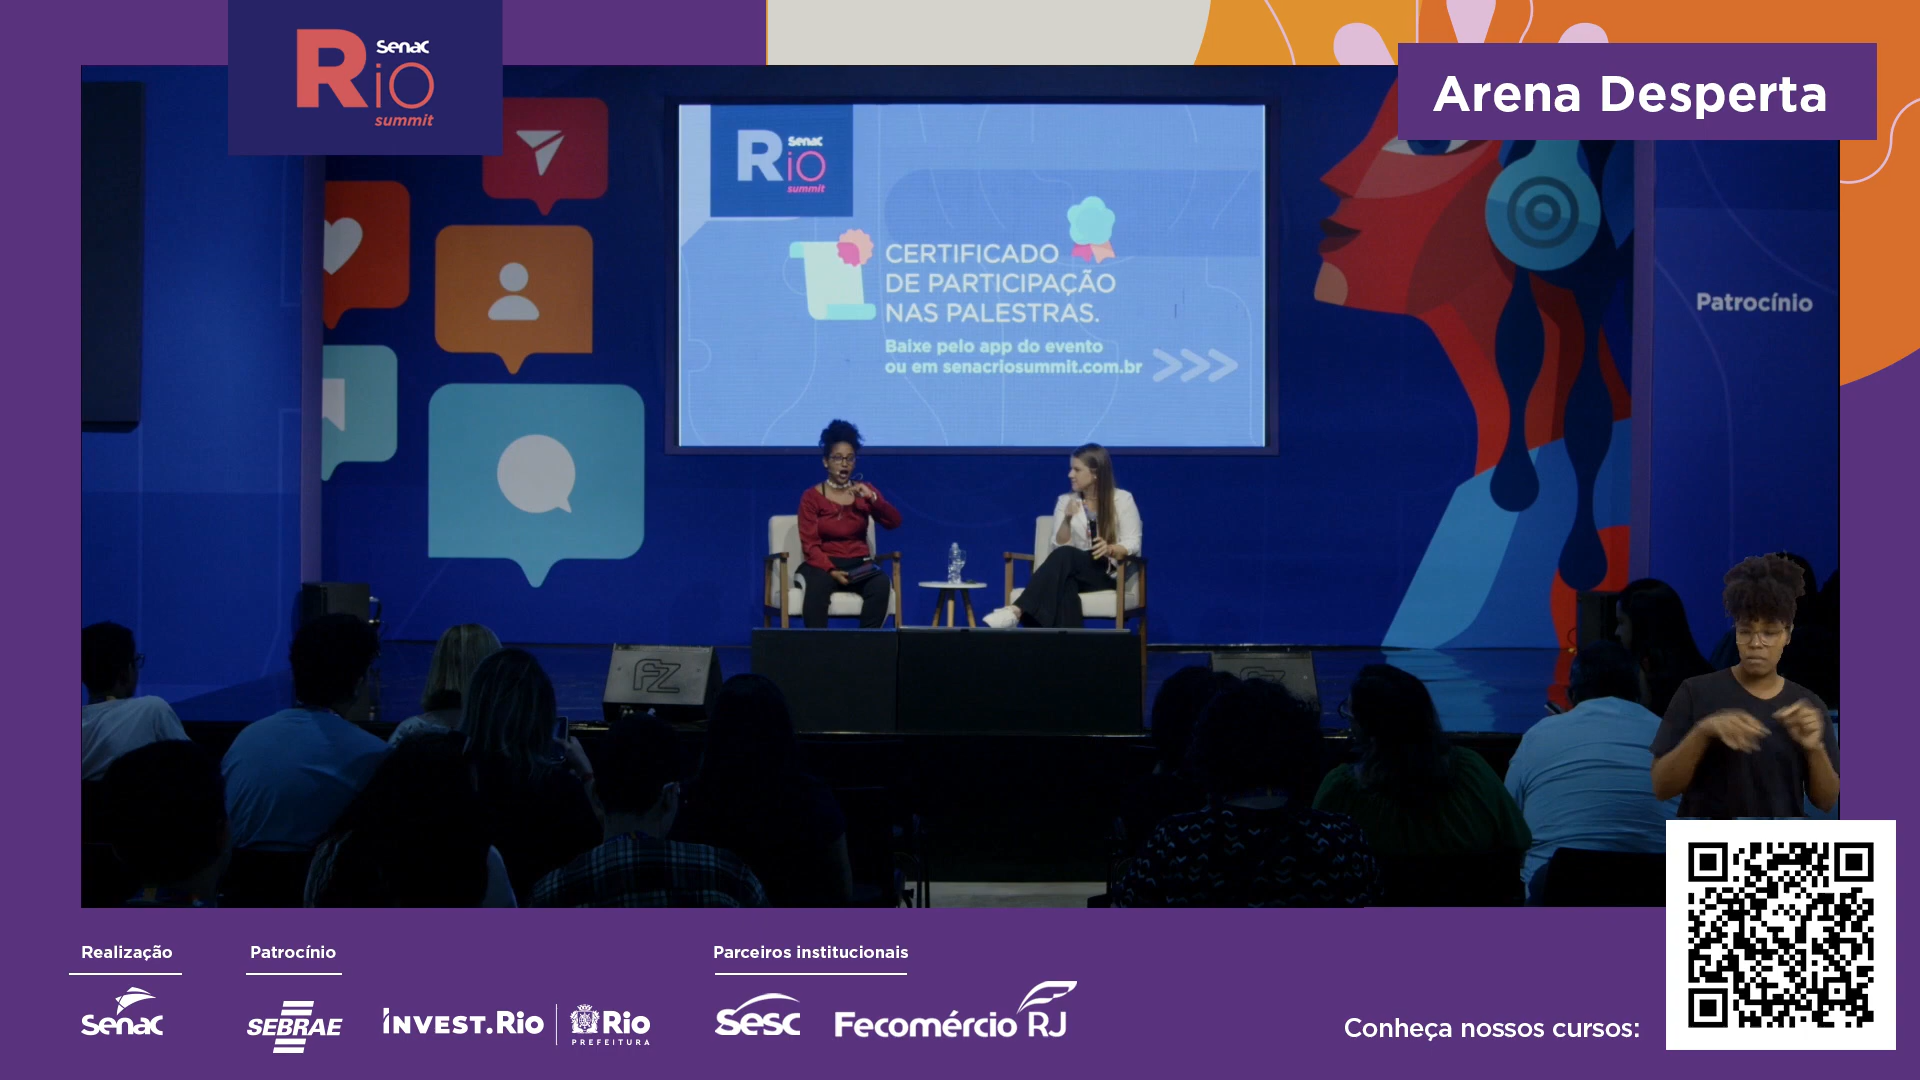 Senac
Rio
summit
Arena Desperta
Senac
Rio
summit
CERTIFICADO
DE PARTICIPAÇÃO
NAS PALESTRAS.
Baixe pelo app do evento
ou em senacriosummit.com.br
Patrocínio
FZ
FZ
Realização
Patrocínio
Parceiros institucionais
Senac
SEBRAE
INVEST.Rio
Rio
PREFEITURA
Sesc
Fecomércio RJ
Conheça nossos cursos: